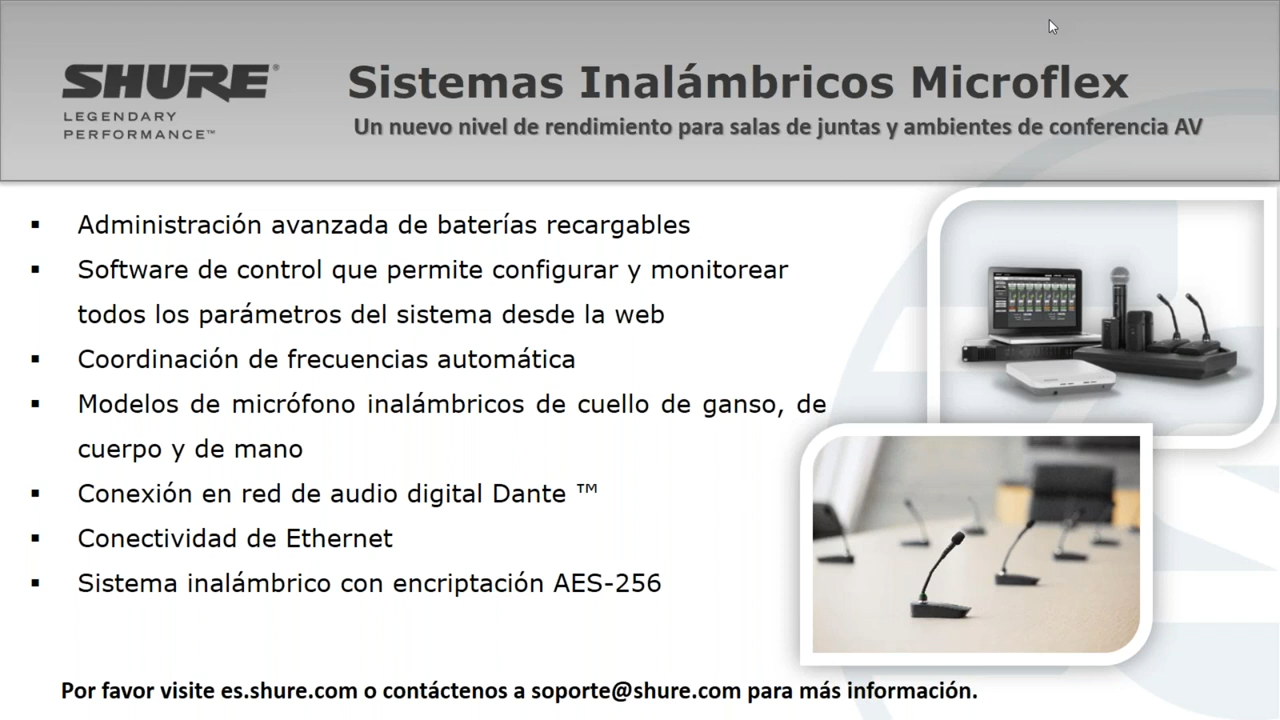 SHURE®
LEGENDARY
PERFORMANCE™
Sistemas Inalámbricos Microflex
Un nuevo nivel de rendimiento para salas de juntas y ambientes de conferencia AV
▪ Administración avanzada de baterías recargables
▪ Software de control que permite configurar y monitorear
todos los parámetros del sistema desde la web
▪ Coordinación de frecuencias automática
▪ Modelos de micrófono inalámbricos de cuello de ganso, de
cuerpo y de mano
▪ Conexión en red de audio digital Dante ™
▪ Conectividad de Ethernet
▪ Sistema inalámbrico con encriptación AES-256
Por favor visite es.shure.com o contáctenos a soporte@shure.com para más información.